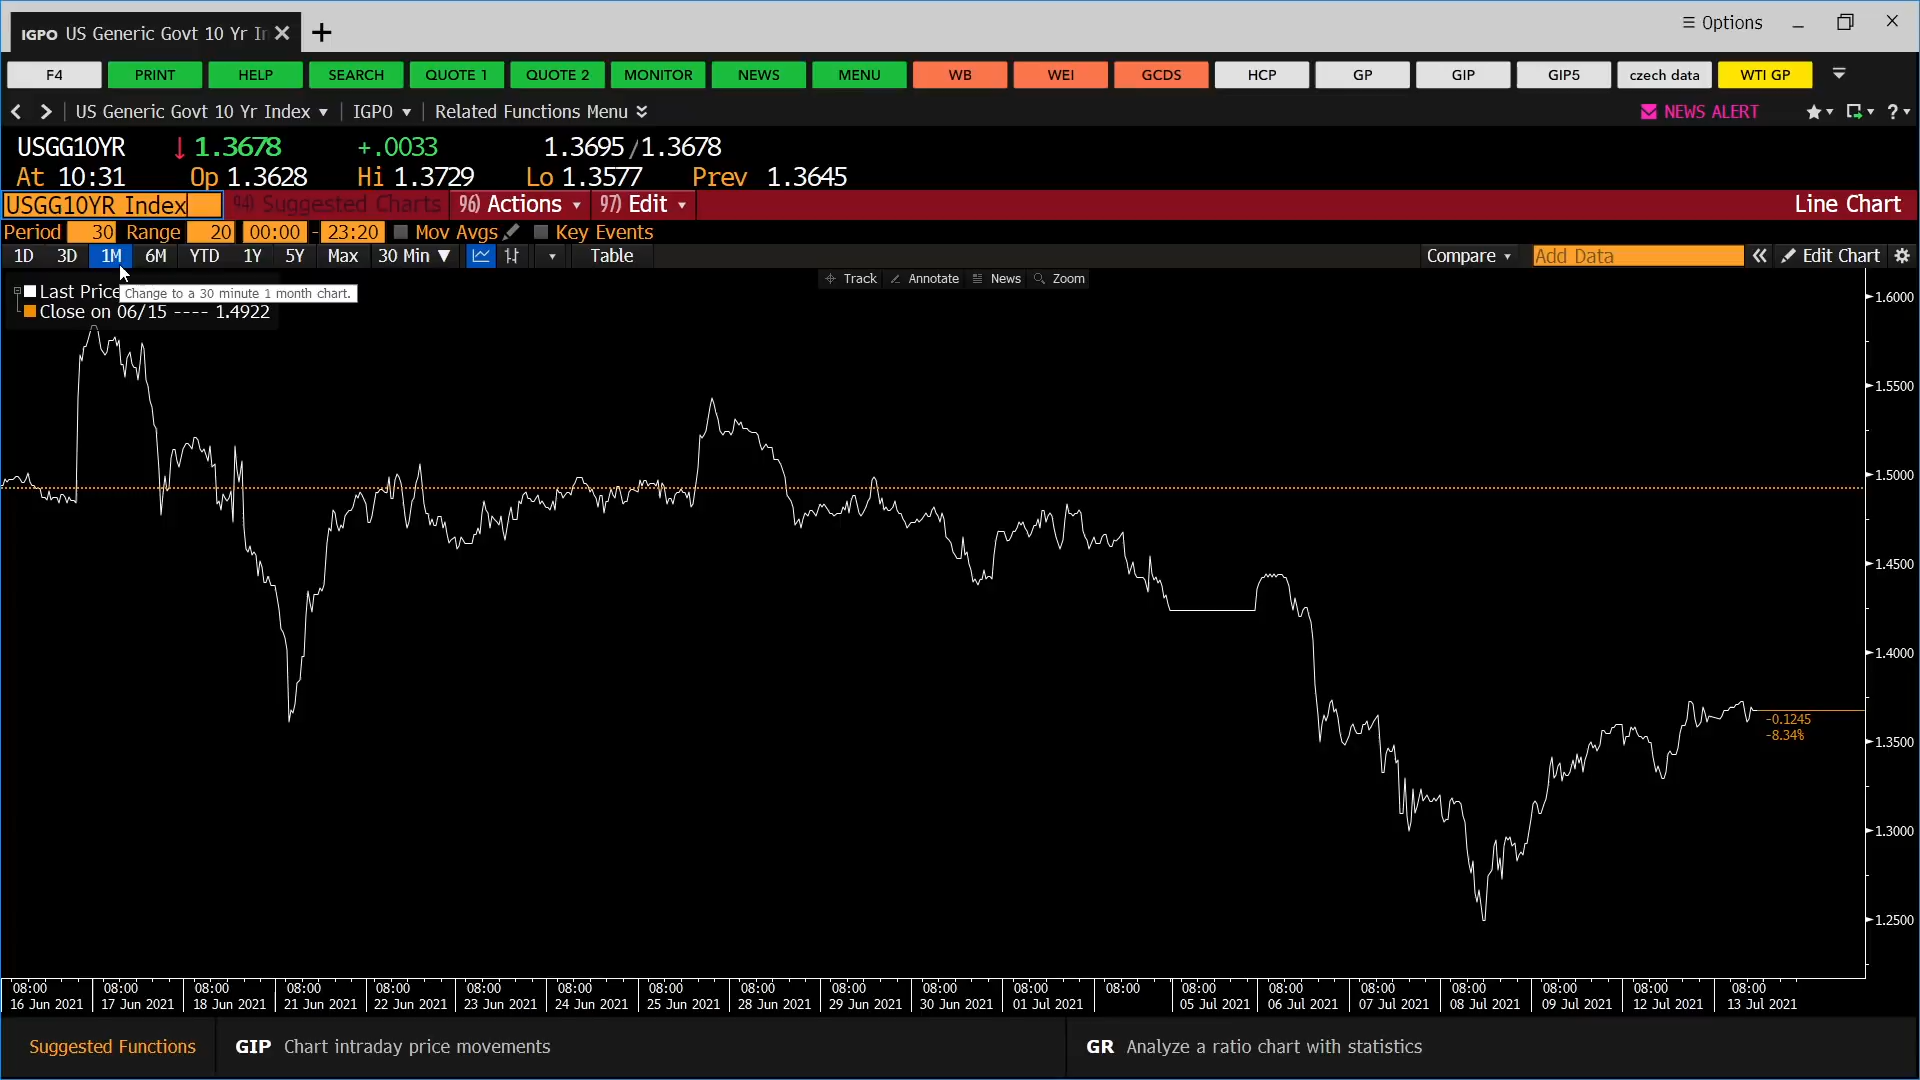 IGPO US Generic Govt 10 Yr In
Options
F4 PRINT HELP SEARCH QUOTE 1 QUOTE 2 MONITOR NEWS MENU WB WEI GCDS HCP GP GIP GIP5 czech data WTI GP
US Generic Govt 10 Yr Index IGPO Related Functions Menu NEWS ALERT ?
USGG10YR ↓ 1.3678 +.0033 1.3695/1.3678
At 10:31 Op 1.3628 Hi 1.3729 Lo 1.3577 Prev 1.3645
USGG10YR Index 94) Suggested Charts 96) Actions 97) Edit Line Chart
Period 30 Range 20 00:00 - 23:20 Mov Avgs Key Events
1D 3D 1M 6M YTD 1Y 5Y Max 30 Min ▼ Table Compare Add Data « Edit Chart
Track Annotate News Zoom
Last Price
Change to a 30 minute 1 month chart.
Close on 06/15 ---- 1.4922
1.6000
1.5500
1.5000
1.4500
1.4000
-0.1245
-8.34%
1.3500
1.3000
1.2500
08:00 08:00 08:00 08:00 08:00 08:00 08:00 08:00 08:00 08:00 08:00 08:00 08:00 08:00 08:00 08:00 08:00 08:00 08:00 08:00
16 Jun 2021 17 Jun 2021 18 Jun 2021 21 Jun 2021 22 Jun 2021 23 Jun 2021 24 Jun 2021 25 Jun 2021 28 Jun 2021 29 Jun 2021 30 Jun 2021 01 Jul 2021 05 Jul 2021 06 Jul 2021 07 Jul 2021 08 Jul 2021 09 Jul 2021 12 Jul 2021 13 Jul 2021
Suggested Functions GIP Chart intraday price movements GR Analyze a ratio chart with statistics